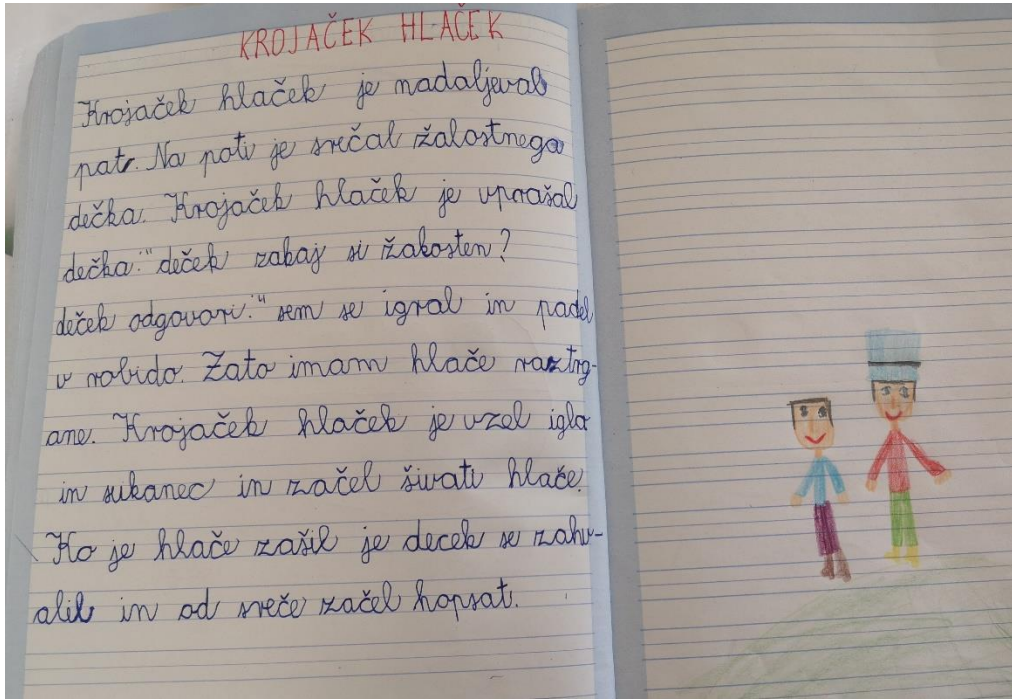 KROJAČEK HLAČEK
Krojaček hlaček je nadaljeval
pot. Na poti je srečal žalostnega
dečka. Krojaček hlaček je vprašal
dečka:"deček zakaj si žalosten?
deček odgovori:" sem se igral in padel
v robido. Zato imam hlače raztrg-
ane. Krojaček hlaček je vzel iglo
in sukanec in začel šivati hlače.
Ko je hlače zašil je decek se zahv-
alil in od sreče začel hopsat.